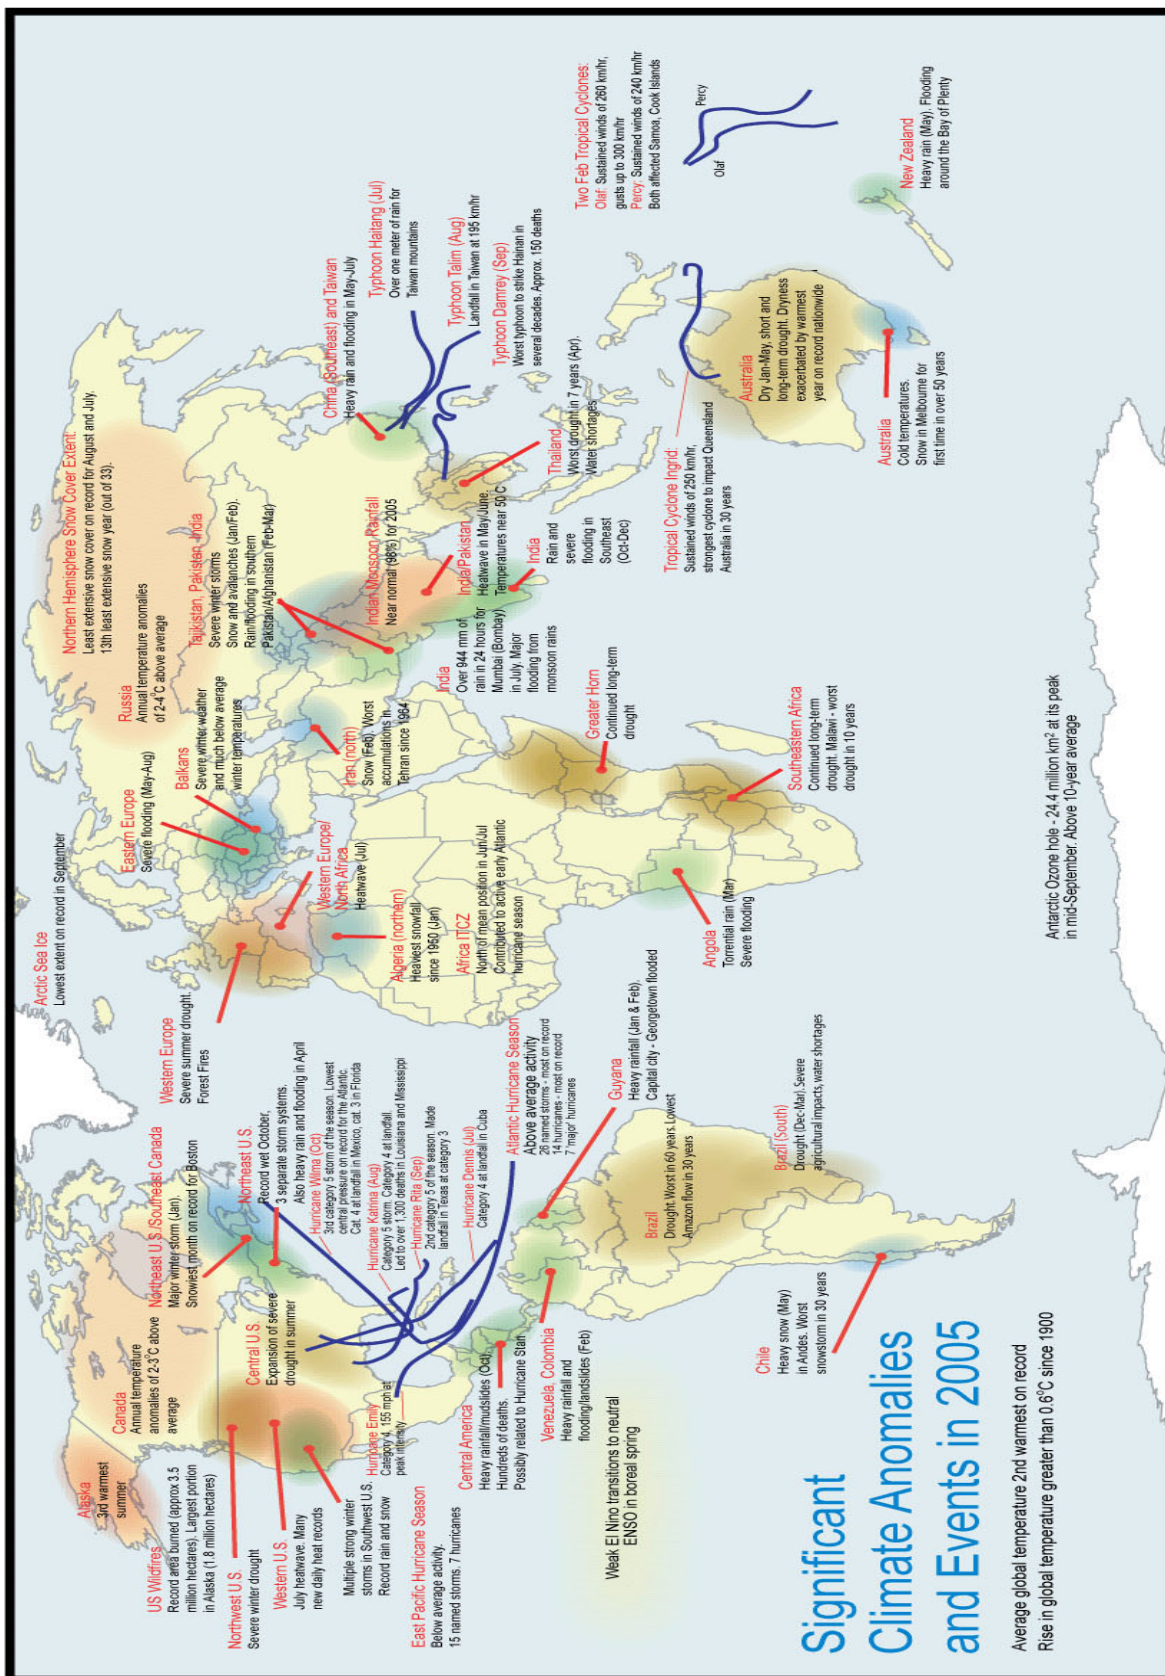 Significant
Climate Anomalies
and Events in 2005
Average global temperature 2nd warmest on record
Rise in global temperature greater than 0.6°C since 1900
Alaska
3rd warmest
summer
US Wildfires
Record area burned (approx 3.5
million hectares). Largest portion
in Alaska (1.8 million hectares)
Northwest U.S.
Severe winter drought
Western U.S.
July heatwave. Many
new daily heat records
Multiple strong winter
storms in Southwest U.S.
Record rain and snow
East Pacific Hurricane Season
Below average activity.
15 named storms. 7 hurricanes
Canada
Annual temperature
anomalies of 2-3°C above
average
Central U.S.
Expansion of severe
drought in summer
Hurricane Emily
Category 4, 155 mph at
peak intensity
Central America
Heavy rainfall/mudslides (Oct)
Hundreds of deaths.
Possibly related to Hurricane Stan
Venezuela, Colombia
Heavy rainfall and
flooding/landslides (Feb)
Weak El Nino transitions to neutral
ENSO in boreal spring
Chile
Heavy snow (May)
in Andes. Worst
snowstorm in 30 years
Northeast U.S./Southeast Canada
Major winter storm (Jan).
Snowiest month on record for Boston
Northeast U.S.
Record wet October,
3 separate storm systems.
Also heavy rain and flooding in April
Hurricane Wilma (Oct)
3rd category 5 storm of the season. Lowest
central pressure on record for the Atlantic.
Cat. 4 at landfall in Mexico, cat. 3 in Florida
Hurricane Katrina (Aug)
Category 5 storm. Category 4 at landfall.
Led to over 1,300 deaths in Louisiana and Mississippi
Hurricane Rita (Sep)
2nd category 5 of the season. Made
landfall in Texas at category 3
Hurricane Dennis (Jul)
Category 4 at landfall in Cuba
Atlantic Hurricane Season
Above average activity
26 named storms - most on record
14 hurricanes - most on record
7 'major' hurricanes
Guyana
Heavy rainfall (Jan & Feb).
Capital city - Georgetown flooded
Brazil
Drought. Worst in 60 years. Lowest
Amazon flow in 30 years
Brazil (South)
Drought (Dec-Mar). Severe
agricultural impacts, water shortages
Arctic Sea Ice
Lowest extent on record in September
Western Europe
Severe summer drought.
Forest Fires
Eastern Europe
Severe flooding (May-Aug)
Balkans
Severe winter weather
and much below average
winter temperatures
Western Europe/
North Africa
Heatwave (Jul)
Algeria (northern)
Heaviest snowfall
since 1950 (Jan)
Africa ITCZ
North of mean position in Jun/Jul
Contributed to active early Atlantic
hurricane season
Angola
Torrential rain (Mar)
Severe flooding
Greater Horn
Continued long-term
drought
Southeastern Africa
Continued long-term
drought. Malawi - worst
drought in 10 years
Antarctic Ozone hole - 24.4 million km² at its peak
in mid-September. Above 10-year average
Northern Hemisphere Snow Cover Extent:
Least extensive snow cover on record for August and July.
13th least extensive snow year (out of 33).
Russia
Annual temperature anomalies
of 2-4°C above average
Tajikistan, Pakistan, India
Severe winter storms
Snow and avalanches (Jan/Feb).
Rain/flooding in southern
Pakistan/Afghanistan (Feb-Mar)
Iran (north)
Snow (Feb). Worst
accumulations in
Tehran since 1964
Indian Monsoon Rainfall
Near normal (98%) for 2005
India
Over 944 mm of
rain in 24 hours for
Mumbai (Bombay)
in July. Major
flooding from
monsoon rains
India/Pakistan
Heatwave in May/June.
Temperatures near 50°C
India
Rain and
severe
flooding in
Southeast
(Oct-Dec)
China (Southeast) and Taiwan
Heavy rain and flooding in May-July
Typhoon Haitang (Jul)
Over one meter of rain for
Taiwan mountains
Typhoon Talim (Aug)
Landfall in Taiwan at 195 km/hr
Typhoon Damrey (Sep)
Worst typhoon to strike Hainan in
several decades. Approx. 150 deaths
Thailand
Worst drought in 7 years (Apr).
Water shortages
Two Feb Tropical Cyclones:
Olaf: Sustained winds of 260 km/hr,
gusts up to 300 km/hr
Percy: Sustained winds of 240 km/hr
Both affected Samoa, Cook Islands
Percy
Olaf
Tropical Cyclone Ingrid:
Sustained winds of 250 km/hr,
strongest cyclone to impact Queensland
Australia in 30 years
Australia
Dry Jan-May, short and
long-term drought. Dryness
exacerbated by warmest
year on record nationwide
Australia
Cold temperatures.
Snow in Melbourne for
first time in over 50 years
New Zealand
Heavy rain (May). Flooding
around the Bay of Plenty